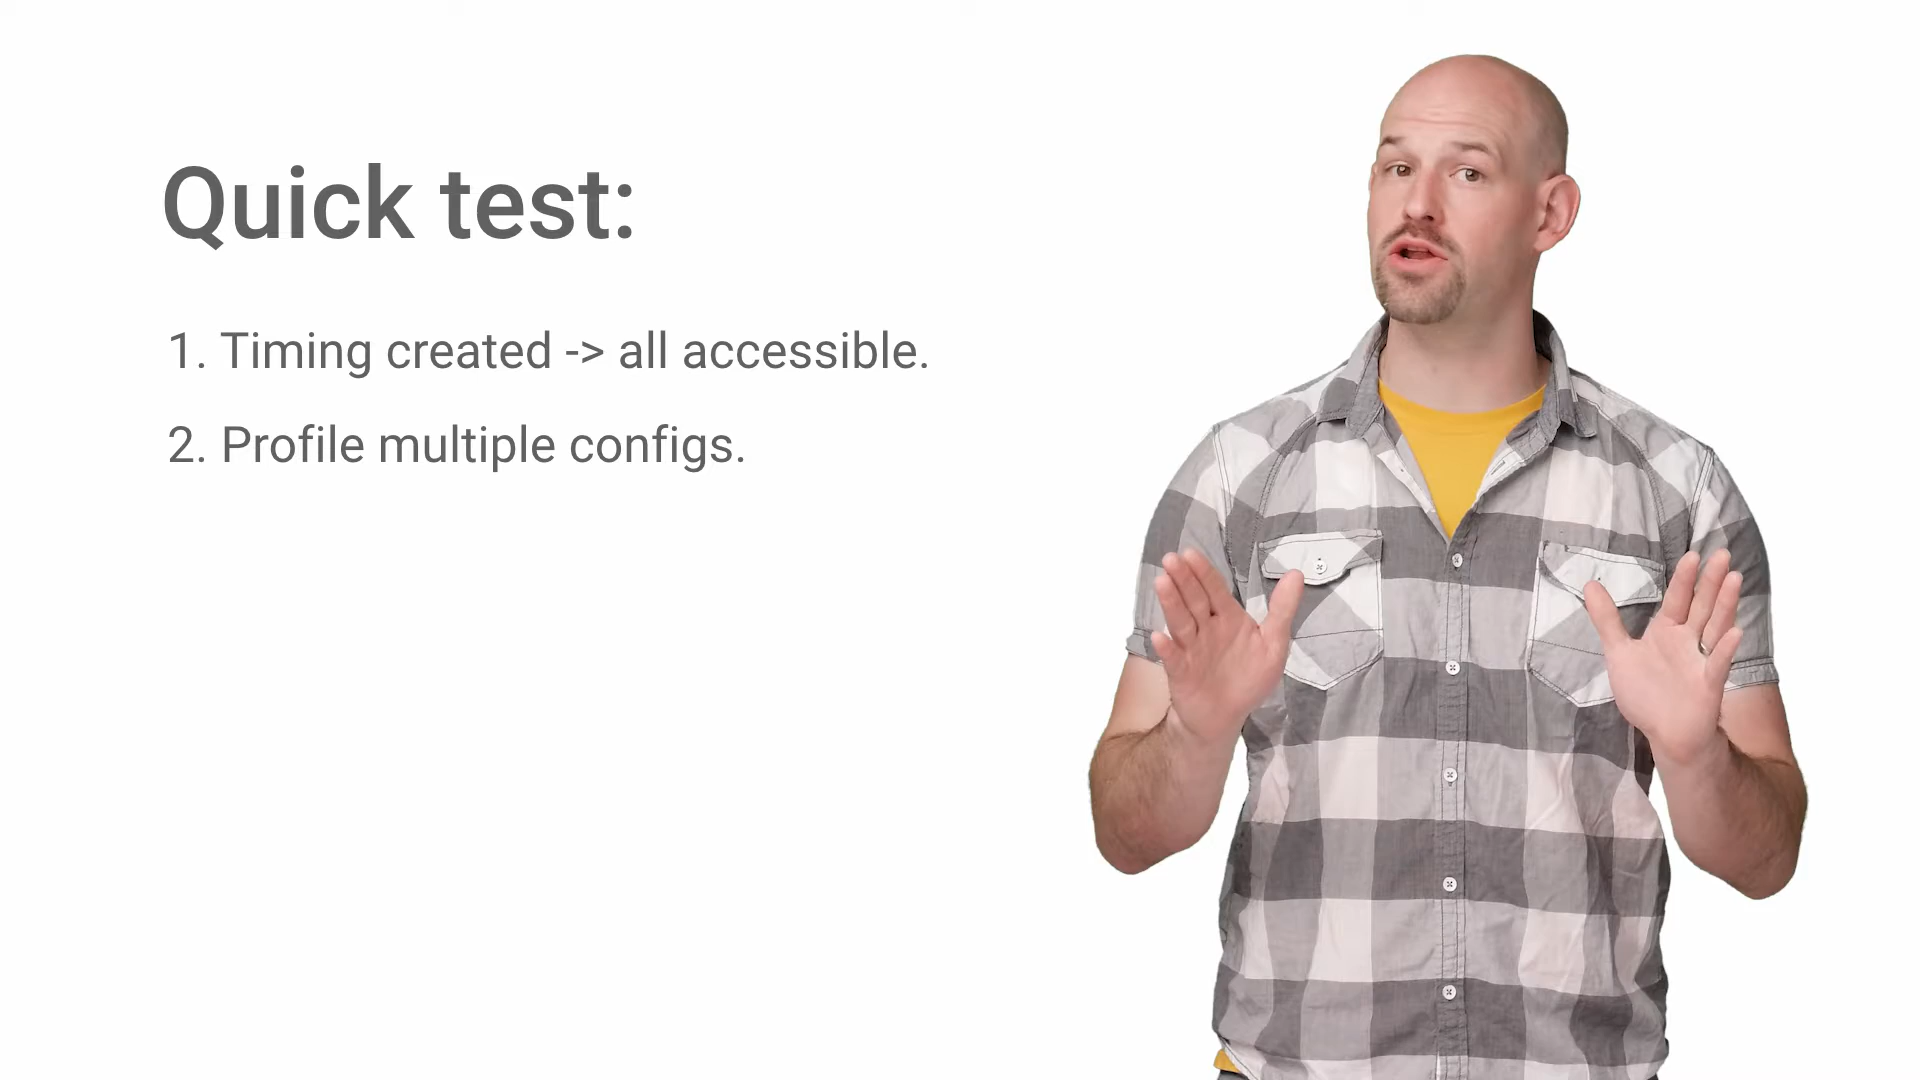 Quick test:
1. Timing created -> all accessible.
2. Profile multiple configs.